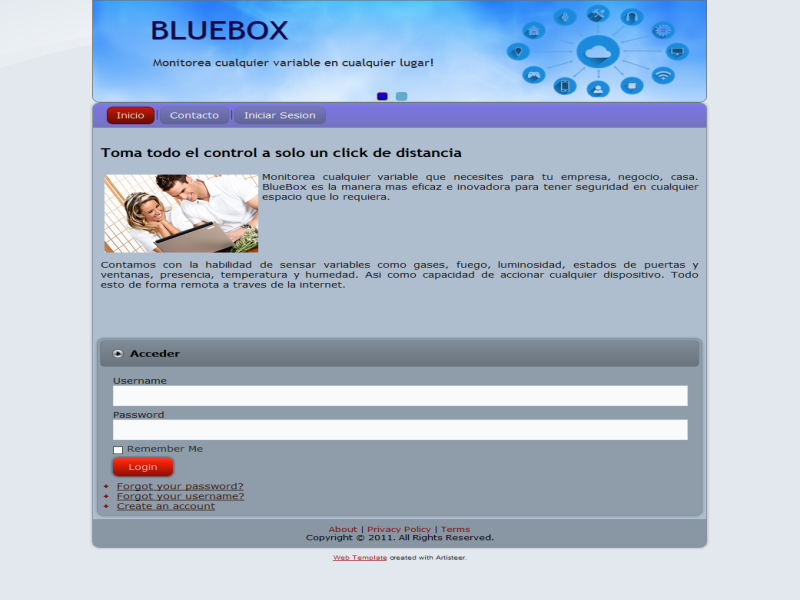 BLUEBOX
Monitorea cualquier variable en cualquier lugar!
Inicio
Contacto
Iniciar Sesion
Toma todo el control a solo un click de distancia
Monitorea cualquier variable que necesites para tu empresa, negocio, casa.
BlueBox es la manera mas eficaz e inovadora para tener seguridad en cualquier
espacio que lo requiera.
Contamos con la habilidad de sensar variables como gases, fuego, luminosidad, estados de puertas y
ventanas, presencia, temperatura y humedad. Asi como capacidad de accionar cualquier dispositivo. Todo
esto de forma remota a traves de la internet.
Acceder
Username
Password
Remember Me
Login
Forgot your password?
Forgot your username?
Create an account
About | Privacy Policy | Terms
Copyright © 2011. All Rights Reserved.
Web Template created with Artisteer.